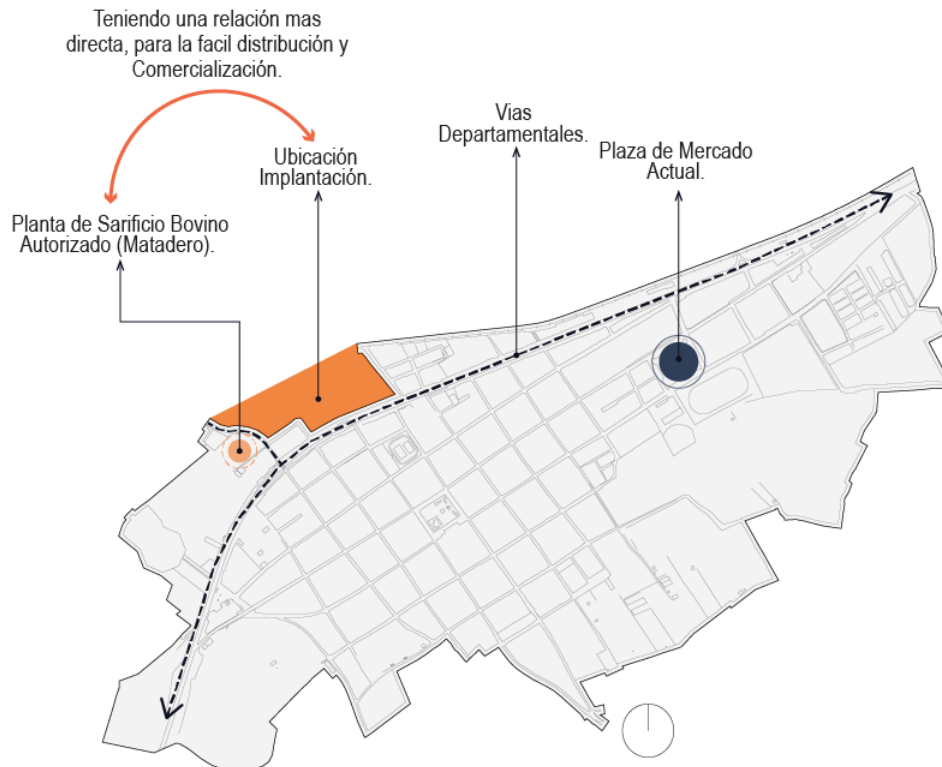 Teniendo una relación mas
directa, para la facil distribución y
Comercialización.
Ubicación
Implantación.
Vias
Departamentales.
Plaza de Mercado
Actual.
Planta de Sarificio Bovino
Autorizado (Matadero).